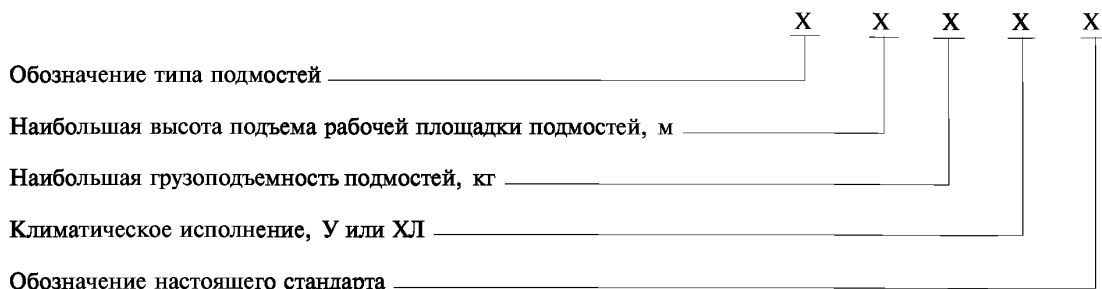 Х Х Х Х Х
Обозначение типа подмостей
Наибольшая высота подъема рабочей площадки подмостей, м
Наибольшая грузоподъемность подмостей, кг
Климатическое исполнение, У или ХЛ
Обозначение настоящего стандарта